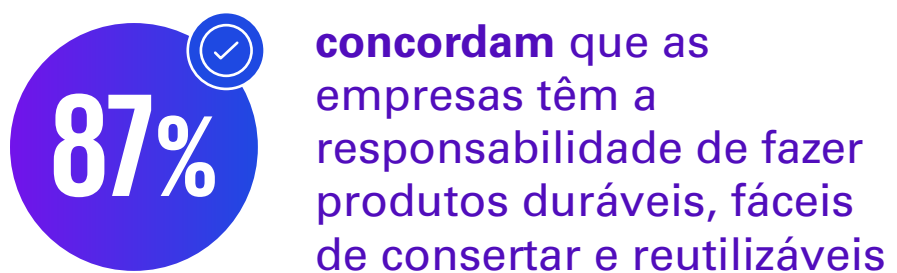 87%
concordam que as
empresas têm a
responsabilidade de fazer
produtos duráveis, fáceis
de consertar e reutilizáveis